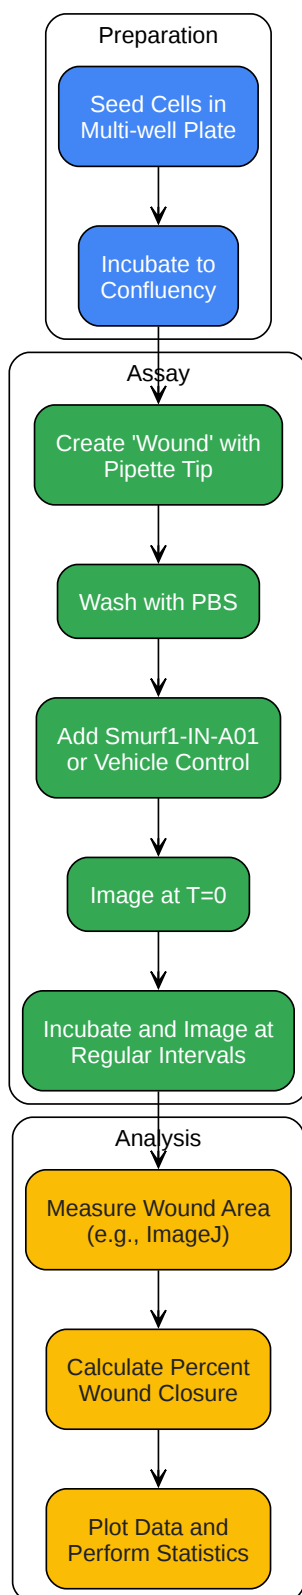 Preparation
Seed Cells in
Multi-well Plate
Incubate to
Confluency
Assay
Create 'Wound' with
Pipette Tip
Wash with PBS
Add Smurf1-IN-A01
or Vehicle Control
Image at T=0
Incubate and Image at
Regular Intervals
Analysis
Measure Wound Area
(e.g., ImageJ)
Calculate Percent
Wound Closure
Plot Data and
Perform Statistics